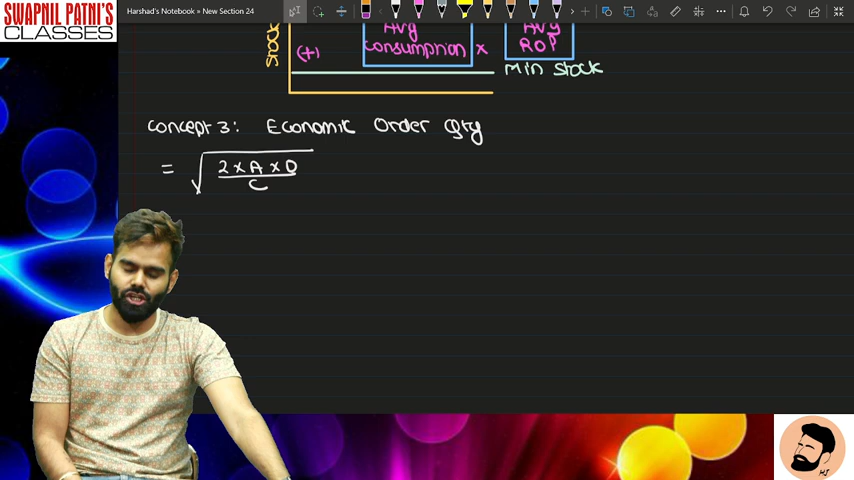 SWAPNIL PATNI'S
CLASSES
Harshad's Notebook » New Section 24
Stock
(+)
Avg
Consumption x
Avg
ROP
Min Stock
Concept 3: Economic Order Qty
= √ 2 x A x O
C
HJ